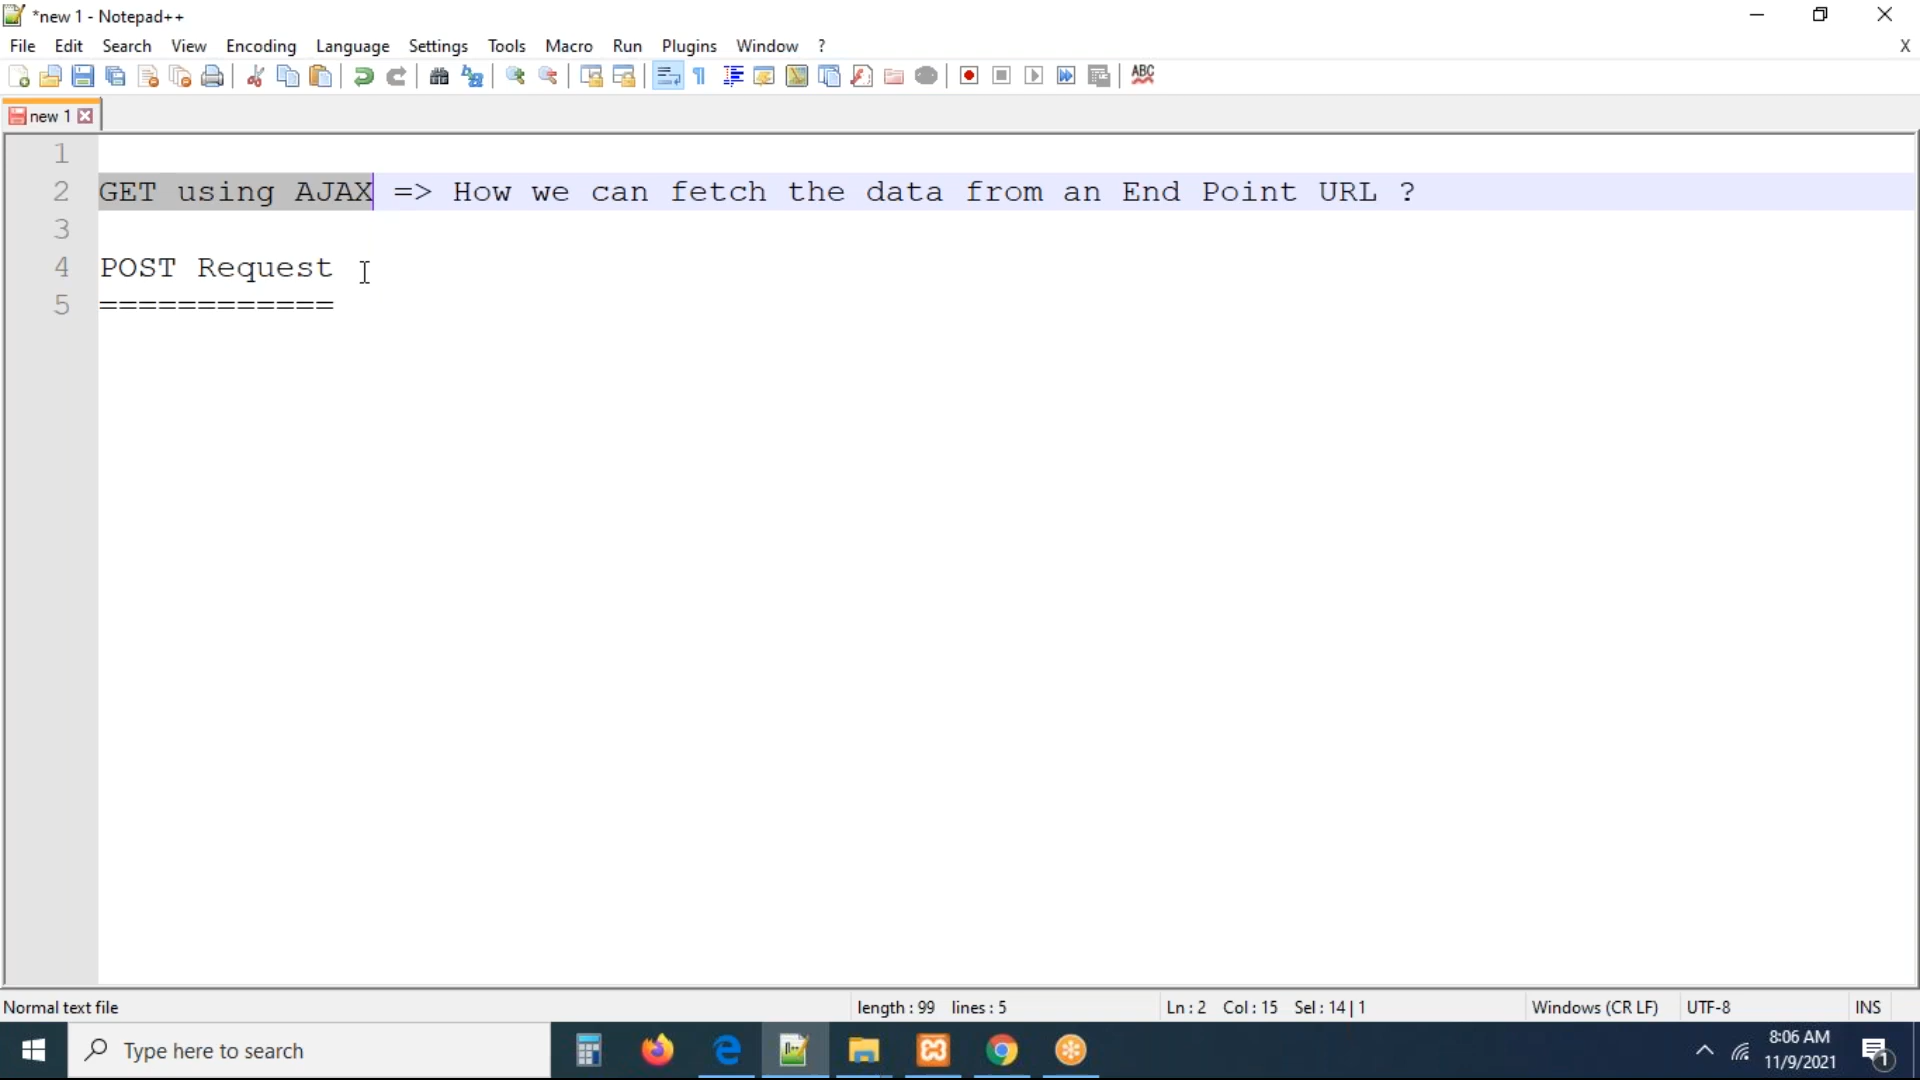 *new 1 - Notepad++
File Edit Search View Encoding Language Settings Tools Macro Run Plugins Window ? X
ABC
new 1
1
2 GET using AJAX => How we can fetch the data from an End Point URL ?
3
4 POST Request
5 ============
Normal text file length : 99 lines : 5 Ln : 2 Col : 15 Sel : 14 | 1 Windows (CR LF) UTF-8 INS
Type here to search
8:06 AM
11/9/2021
1